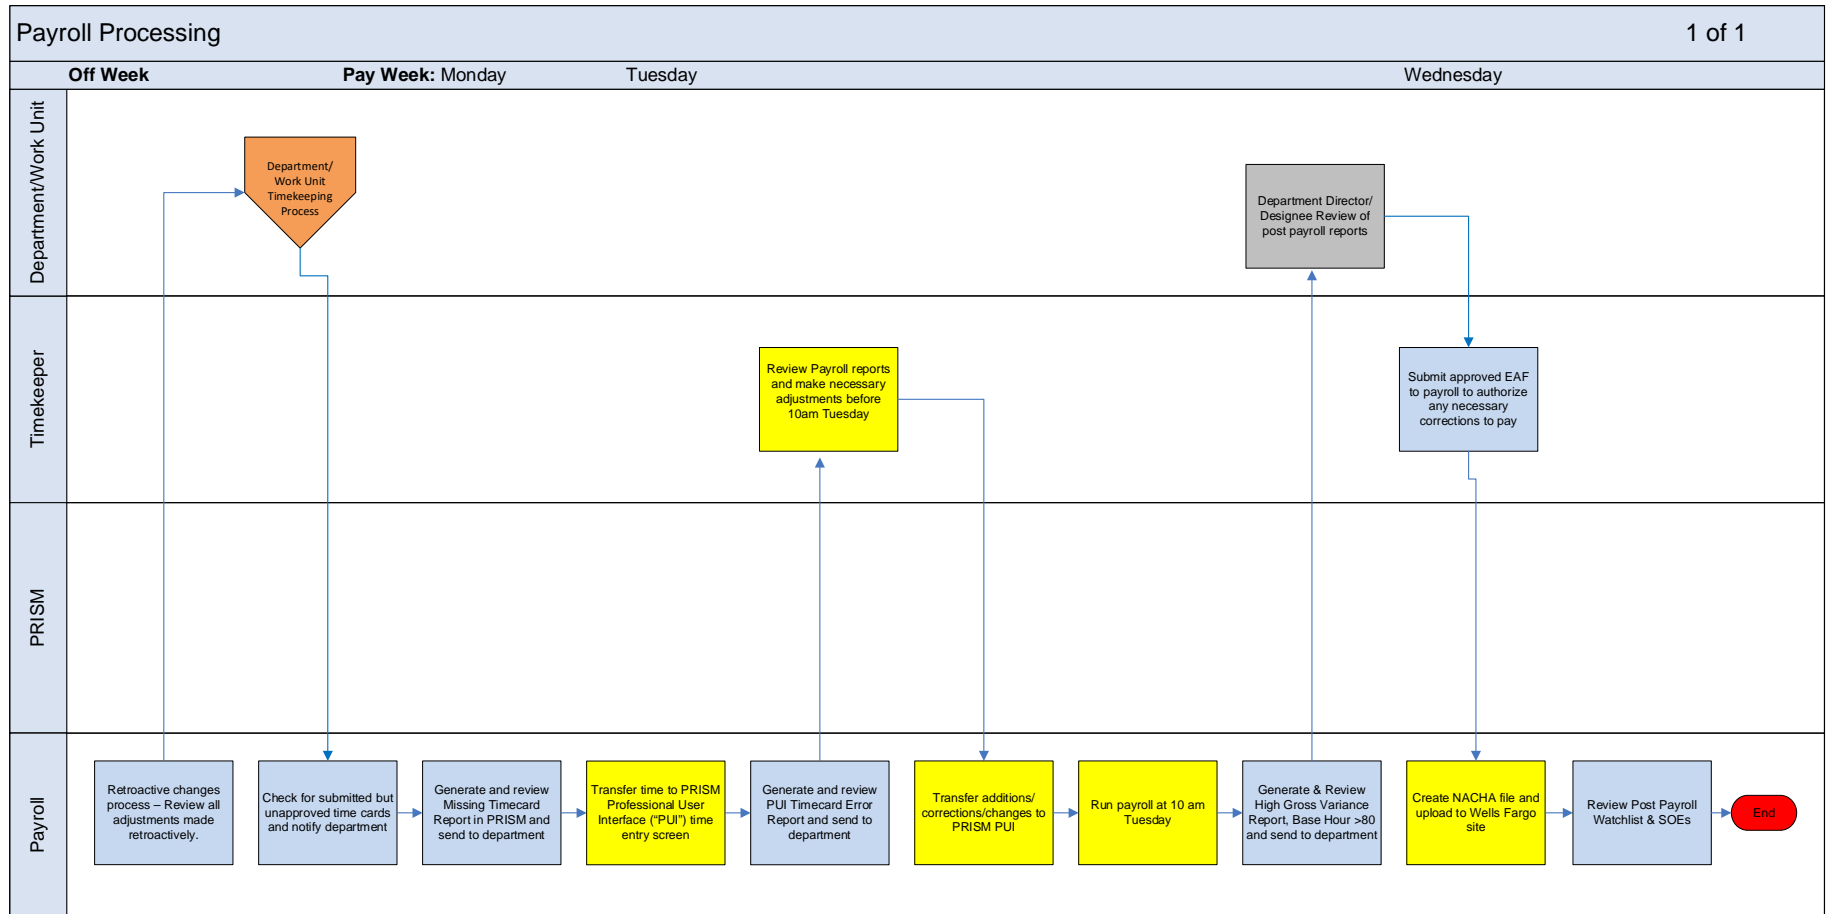 Payroll Processing
1 of 1
Off Week
Pay Week: Monday
Tuesday
Wednesday
Department/Work Unit
Department/
Work Unit
Timekeeping
Process
Department Director/
Designee Review of
post payroll reports
Timekeeper
Review Payroll reports
and make necessary
adjustments before
10am Tuesday
Submit approved EAF
to payroll to authorize
any necessary
corrections to pay
PRISM
Payroll
Retroactive changes
process – Review all
adjustments made
retroactively.
Check for submitted but
unapproved time cards
and notify department
Generate and review
Missing Timecard
Report in PRISM and
send to department
Transfer time to PRISM
Professional User
Interface (“PUI”) time
entry screen
Generate and review
PUI Timecard Error
Report and send to
department
Transfer additions/
corrections/changes to
PRISM PUI
Run payroll at 10 am
Tuesday
Generate & Review
High Gross Variance
Report, Base Hour >80
and send to department
Create NACHA file and
upload to Wells Fargo
site
Review Post Payroll
Watchlist & SOEs
End